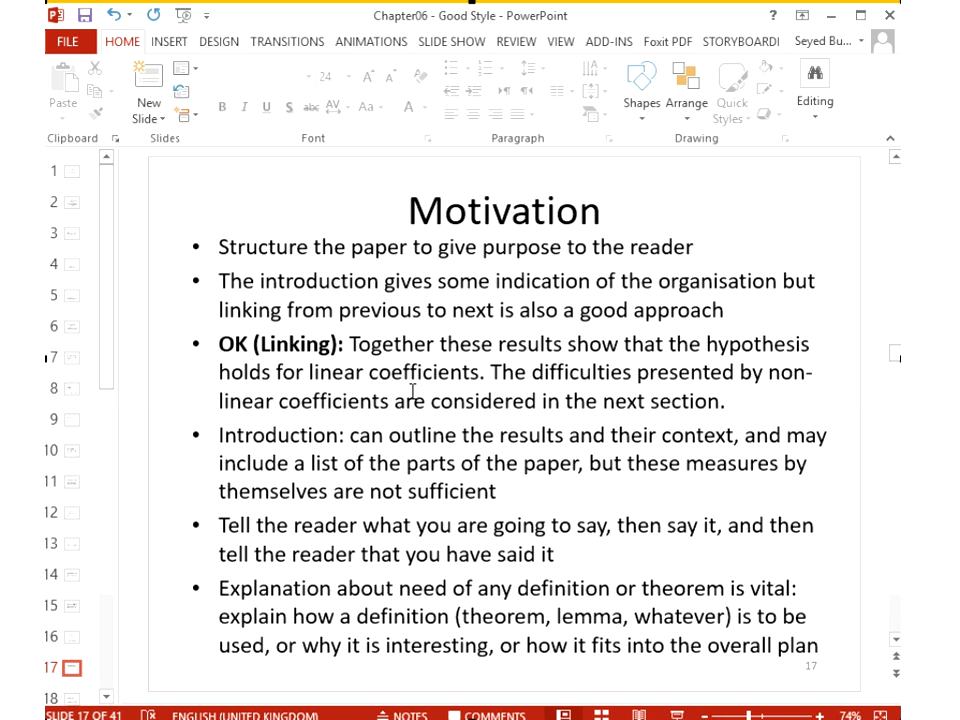 Chapter06 - Good Style - PowerPoint
?
FILE HOME INSERT DESIGN TRANSITIONS ANIMATIONS SLIDE SHOW REVIEW VIEW ADD-INS Foxit PDF STORYBOARDI Seyed Bu...
24
Paste New Slide B I U S abc AV Aa A Shapes Arrange Quick Styles Editing
Clipboard Slides Font Paragraph Drawing
1
2
3
4
5
6
7
8
9
10
11
12
13
14
15
16
17
18
Motivation
• Structure the paper to give purpose to the reader
• The introduction gives some indication of the organisation but
linking from previous to next is also a good approach
• OK (Linking): Together these results show that the hypothesis
holds for linear coefficients. The difficulties presented by non-
linear coefficients are considered in the next section.
• Introduction: can outline the results and their context, and may
include a list of the parts of the paper, but these measures by
themselves are not sufficient
• Tell the reader what you are going to say, then say it, and then
tell the reader that you have said it
• Explanation about need of any definition or theorem is vital:
explain how a definition (theorem, lemma, whatever) is to be
used, or why it is interesting, or how it fits into the overall plan
17
SLIDE 17 OF 41 ENGLISH (UNITED KINGDOM) NOTES COMMENTS 74%